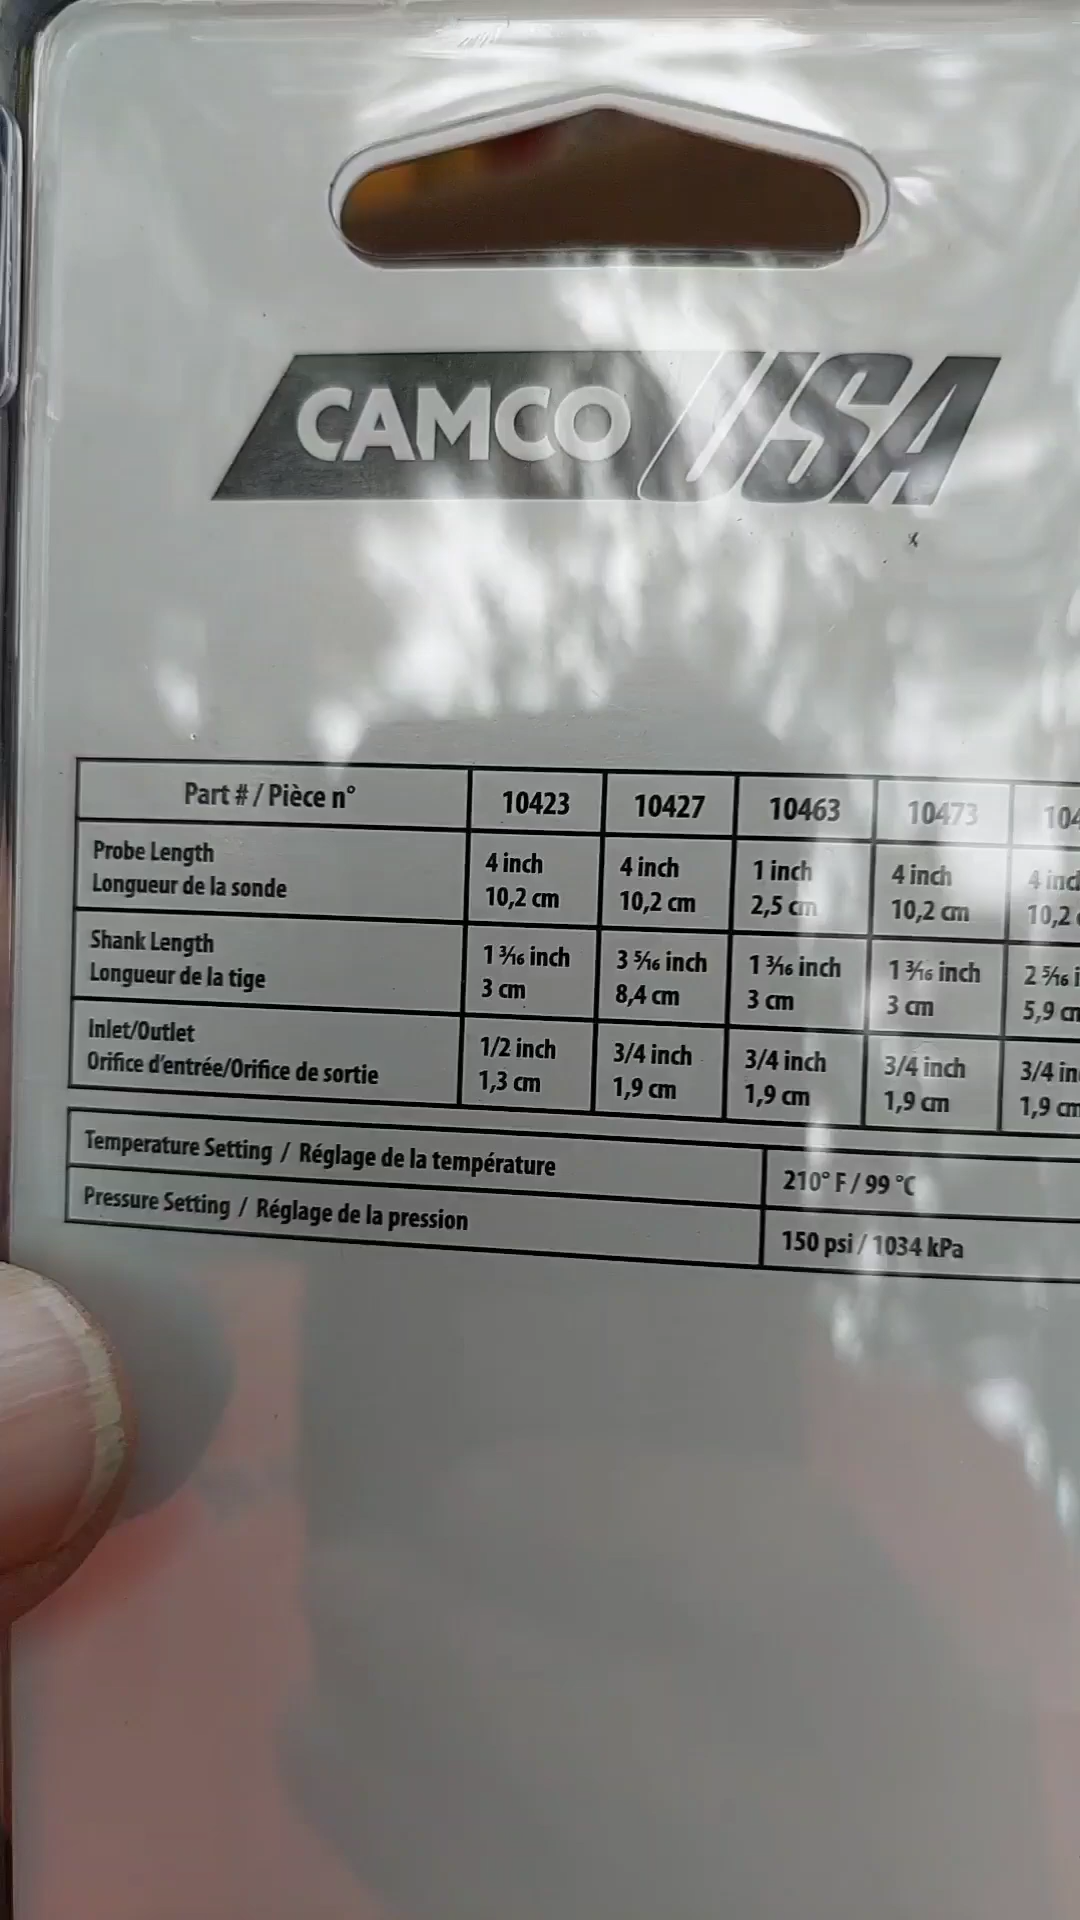 CAMCO USA
Part # / Pièce n° 10423 10427 10463 10473
Probe Length
Longueur de la sonde
4 inch 4 inch 1 inch 4 inch 4
10,2 cm 10,2 cm 2,5 cm 10,2 cm 10,2
Shank Length
Longueur de la tige
1 3/16 inch 3 5/16 inch 1 3/16 inch 1 3/16 inch 2 5/16
3 cm 8,4 cm 3 cm 3 cm 5,9
Inlet/Outlet
Orifice d'entrée/Orifice de sortie
1/2 inch 3/4 inch 3/4 inch 3/4 inch 3/4
1,3 cm 1,9 cm 1,9 cm 1,9 cm 1,9 cm
Temperature Setting / Réglage de la température 210° F / 99 °C
Pressure Setting / Réglage de la pression 150 psi / 1034 kPa